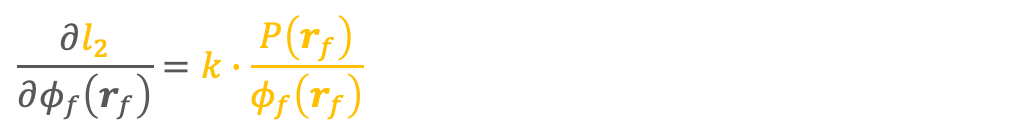 ∂l₂/∂ϕ_f(r_f) = k · P(r_f)/ϕ_f(r_f)